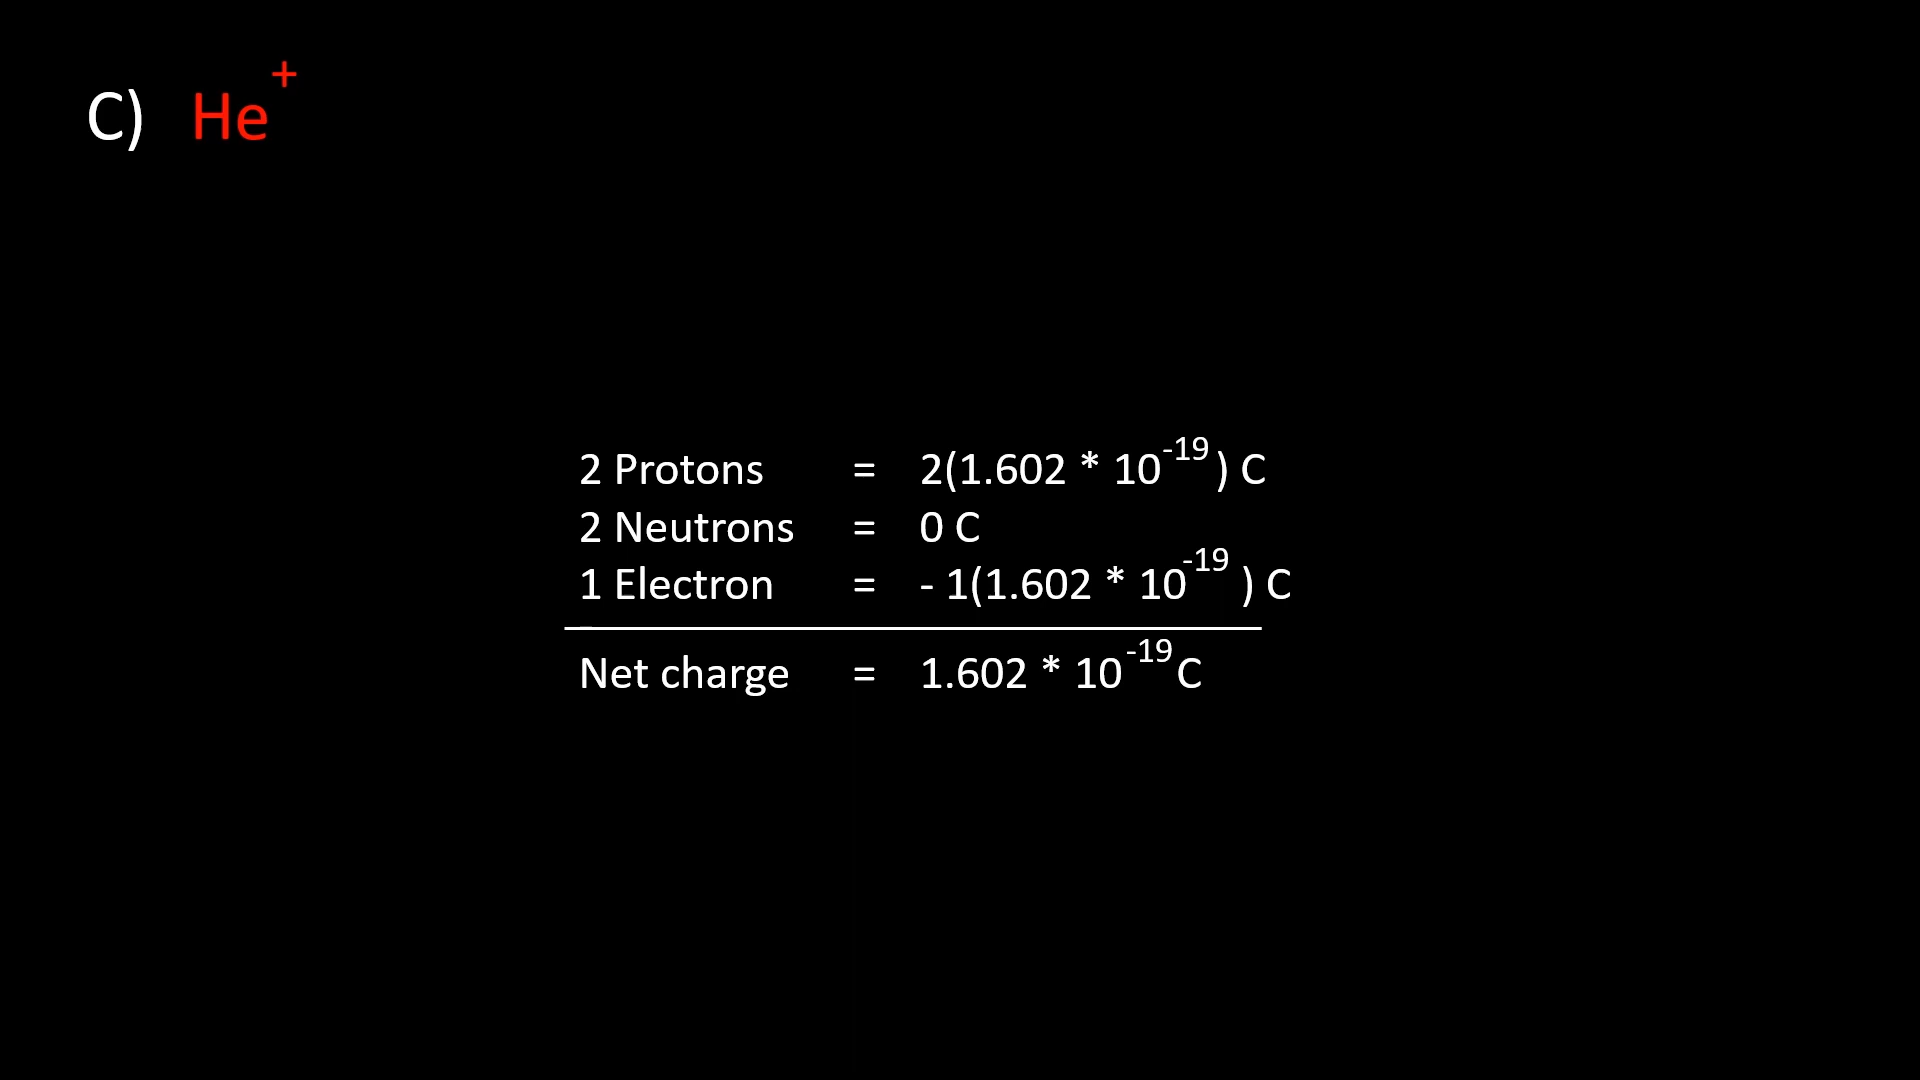 C) He⁺
2 Protons = 2(1.602 * 10⁻¹⁹) C
2 Neutrons = 0 C
1 Electron = - 1(1.602 * 10⁻¹⁹ ) C
Net charge = 1.602 * 10⁻¹⁹ C